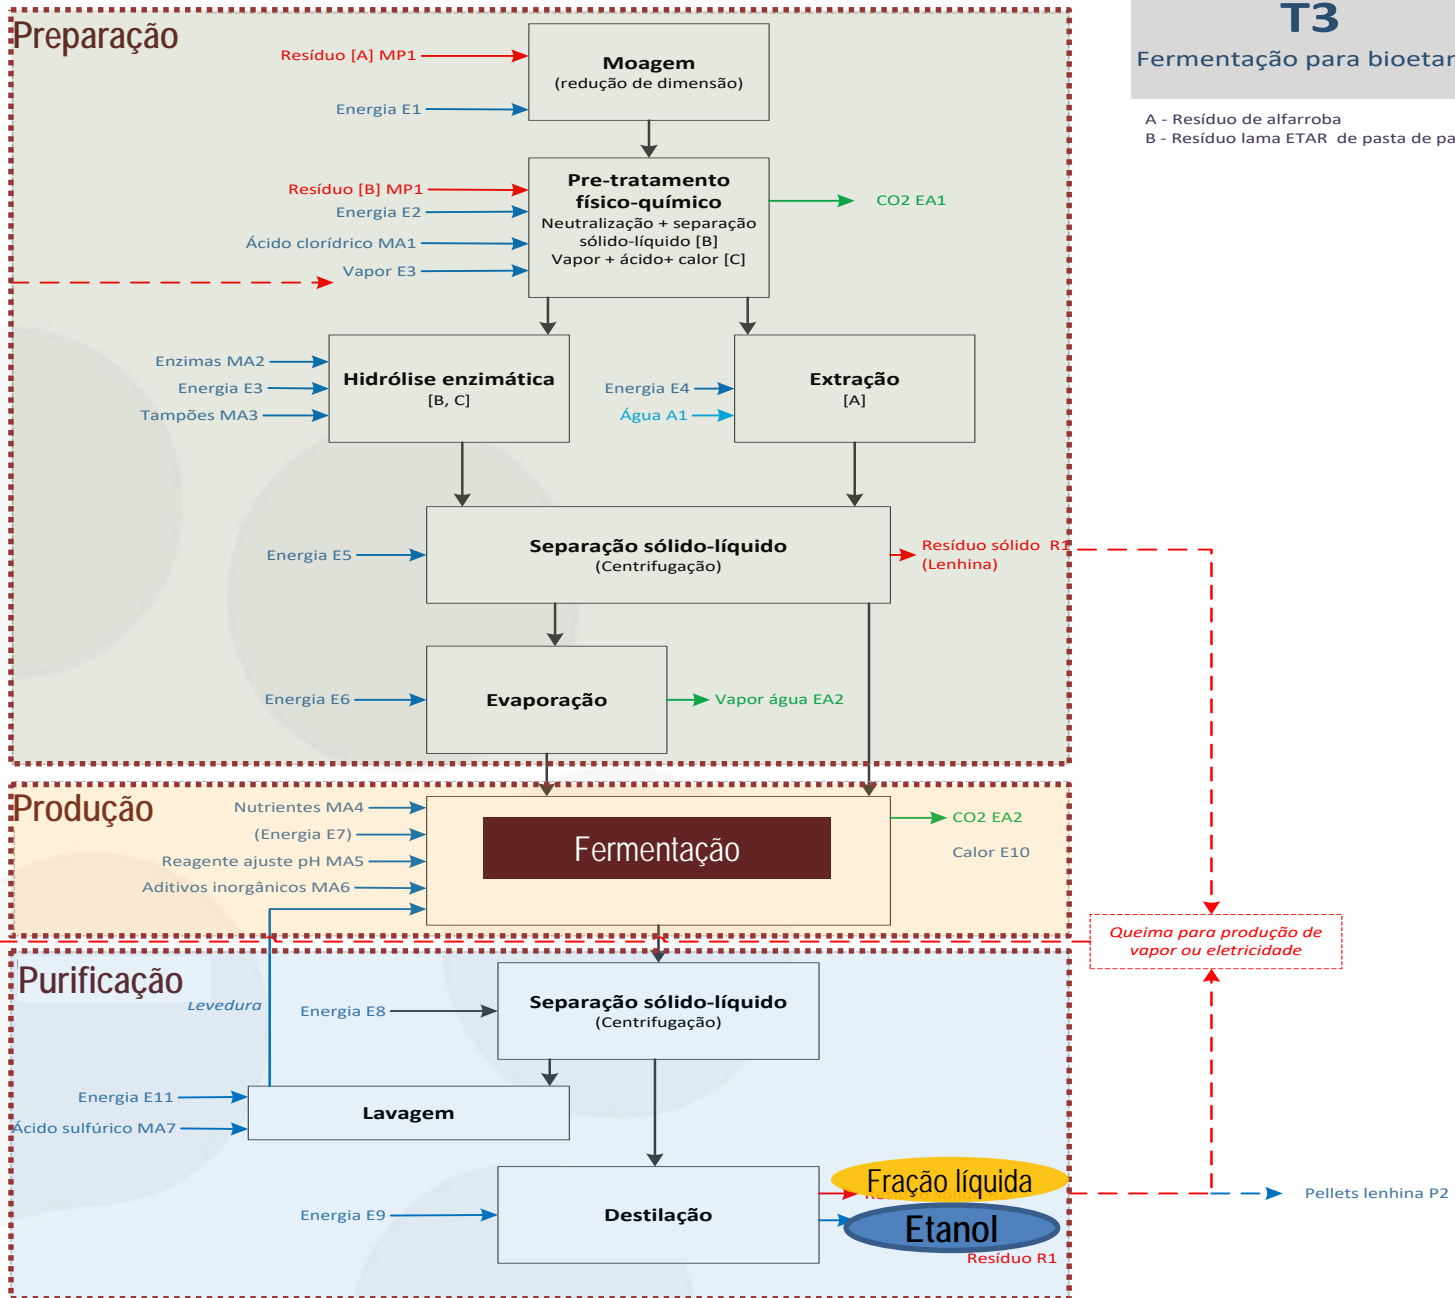 T3
Fermentação para bioetan
A - Resíduo de alfarroba
B - Resíduo lama ETAR de pasta de pa
Preparação
Resíduo [A] MP1
Moagem
(redução de dimensão)
Energia E1
Resíduo [B] MP1
Energia E2
Ácido clorídrico MA1
Vapor E3
Pre-tratamento
físico-químico
Neutralização + separação
sólido-líquido [B]
Vapor + ácido+ calor [C]
CO2 EA1
Enzimas MA2
Energia E3
Tampões MA3
Hidrólise enzimática
[B, C]
Energia E4
Água A1
Extração
[A]
Energia E5
Separação sólido-líquido
(Centrifugação)
Resíduo sólido R1
(Lenhina)
Energia E6
Evaporação
Vapor água EA2
Produção
Nutrientes MA4
(Energia E7)
Reagente ajuste pH MA5
Aditivos inorgânicos MA6
Fermentação
CO2 EA2
Calor E10
Queima para produção de
vapor ou eletricidade
Purificação
Levedura
Energia E8
Separação sólido-líquido
(Centrifugação)
Energia E11
Ácido sulfúrico MA7
Lavagem
Energia E9
Destilação
Fração líquida
Etanol
Resíduo R1
Pellets lenhina P2